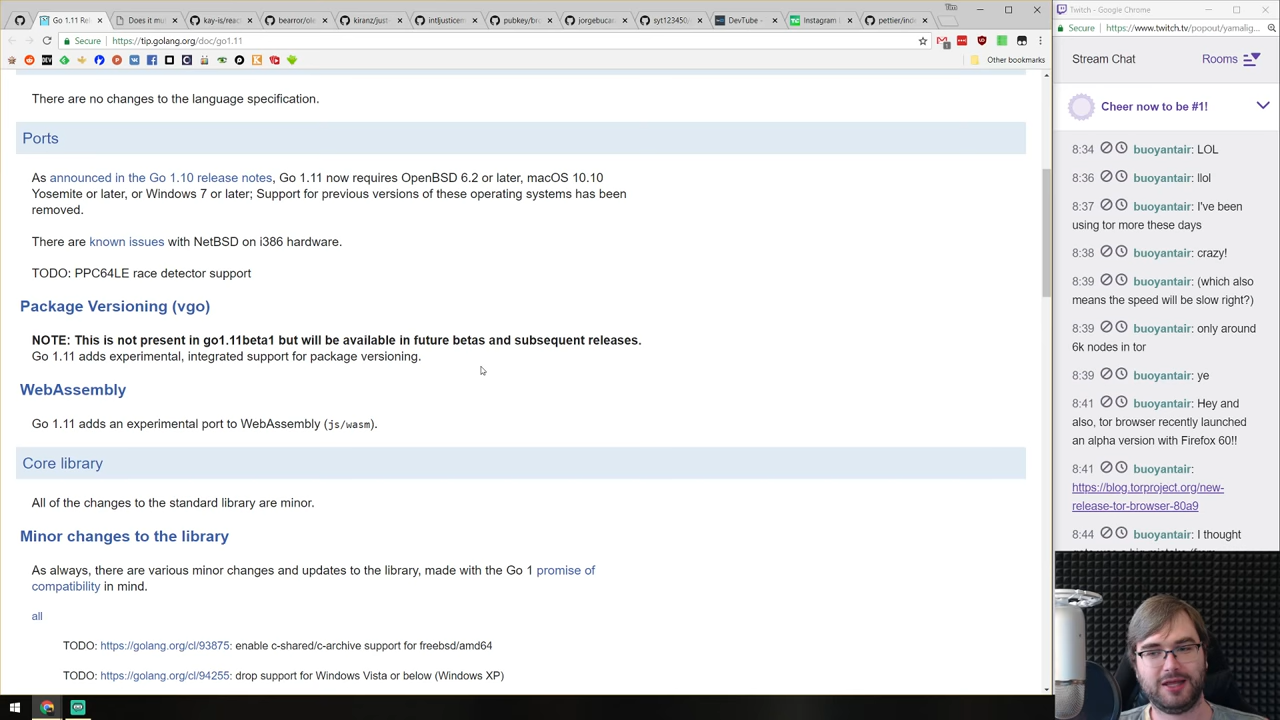 Tim
Go 1.11 Rel
Does it mu
kay-is/reac
bearror/ole
kiranz/just
intljusticem
pubkey/bro
jorgebucar
syt123450/
DevTube -
Instagram E
pettier/inde
Secure
https://tip.golang.org/doc/go1.11
Other bookmarks
There are no changes to the language specification.
Ports
As announced in the Go 1.10 release notes, Go 1.11 now requires OpenBSD 6.2 or later, macOS 10.10
Yosemite or later, or Windows 7 or later; Support for previous versions of these operating systems has been
removed.
There are known issues with NetBSD on i386 hardware.
TODO: PPC64LE race detector support
Package Versioning (vgo)
NOTE: This is not present in go1.11beta1 but will be available in future betas and subsequent releases.
Go 1.11 adds experimental, integrated support for package versioning.
WebAssembly
Go 1.11 adds an experimental port to WebAssembly (js/wasm).
Core library
All of the changes to the standard library are minor.
Minor changes to the library
As always, there are various minor changes and updates to the library, made with the Go 1 promise of
compatibility in mind.
all
TODO: https://golang.org/cl/93875: enable c-shared/c-archive support for freebsd/amd64
TODO: https://golang.org/cl/94255: drop support for Windows Vista or below (Windows XP)
Twitch - Google Chrome
Secure
https://www.twitch.tv/popout/yamalig...
Stream Chat
Rooms
Cheer now to be #1!
8:34 buoyantair: LOL
8:36 buoyantair: llol
8:37 buoyantair: I've been
using tor more these days
8:38 buoyantair: crazy!
8:39 buoyantair: (which also
means the speed will be slow right?)
8:39 buoyantair: only around
6k nodes in tor
8:39 buoyantair: ye
8:41 buoyantair: Hey and
also, tor browser recently launched
an alpha version with Firefox 60!!
8:41 buoyantair:
https://blog.torproject.org/new-
release-tor-browser-80a9
8:44 buoyantair: I thought